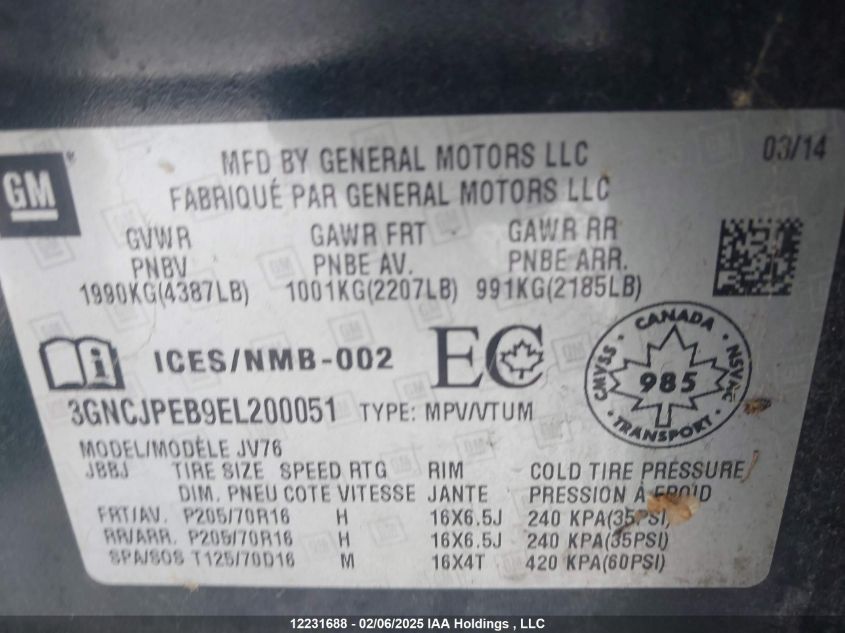 GM
MFD BY GENERAL MOTORS LLC 03/14
FABRIQUÉ PAR GENERAL MOTORS LLC
GVWR GAWR FRT GAWR RR
PNBV PNBE AV. PNBE ARR.
1990KG(4387LB) 1001KG(2207LB) 991KG(2185LB)
ICES/NMB-002 EC
CANADA
CMVSS 985 NSVAC
TRANSPORT
3GNCJPEB9EL200051 TYPE: MPV/VTUM
MODEL/MODÈLE JV76
JBBJ TIRE SIZE SPEED RTG RIM COLD TIRE PRESSURE
DIM. PNEU COTE VITESSE JANTE PRESSION À FROID
FRT/AV. P205/70R16 H 16X6.5J 240 KPA(35PSI)
RR/ARR. P205/70R16 H 16X6.5J 240 KPA(35PSI)
SPA/SOS T125/70D16 M 16X4T 420 KPA(60PSI)
12231688 - 02/06/2025 IAA Holdings , LLC